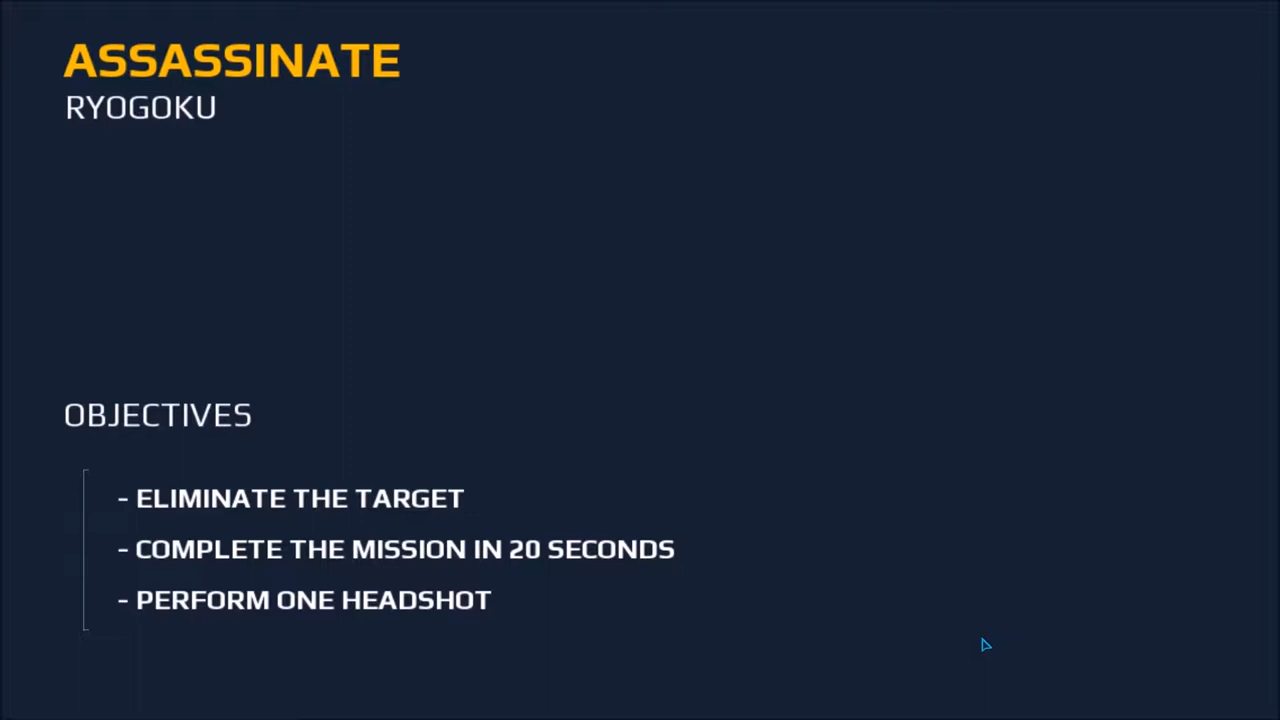 ASSASSINATE
RYOGOKU
OBJECTIVES
- ELIMINATE THE TARGET
- COMPLETE THE MISSION IN 20 SECONDS
- PERFORM ONE HEADSHOT